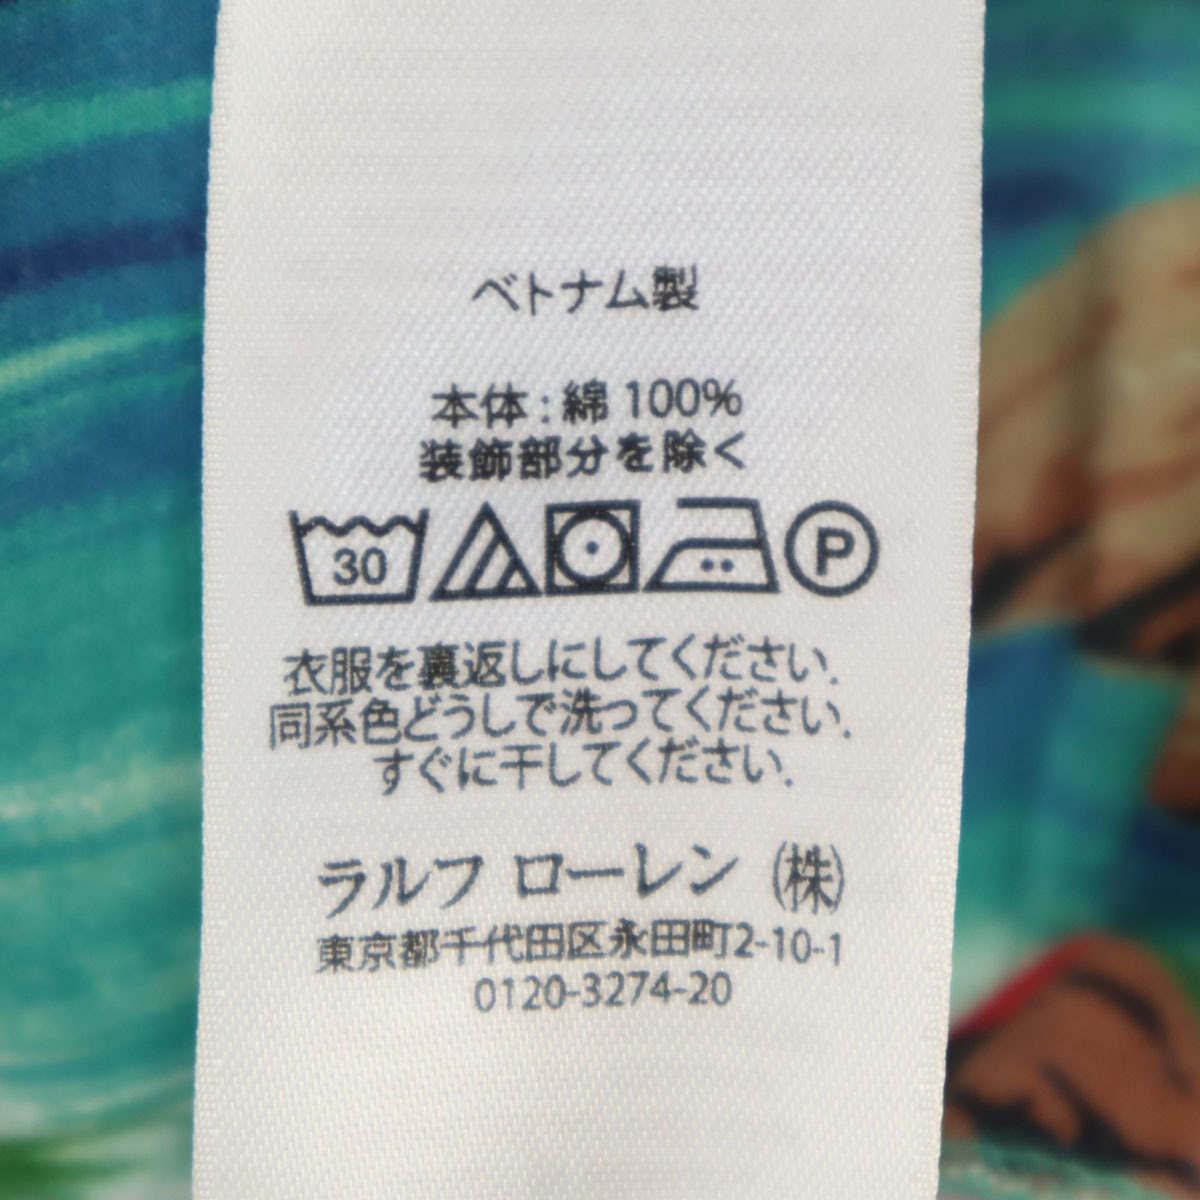 ベトナム製
本体：綿 100%
装飾部分を除く
30 P
衣服を裏返しにしてください.
同系色どうしで洗ってください.
すぐに干してください.
ラルフ ローレン (株)
東京都千代田区永田町2-10-1
0120-3274-20